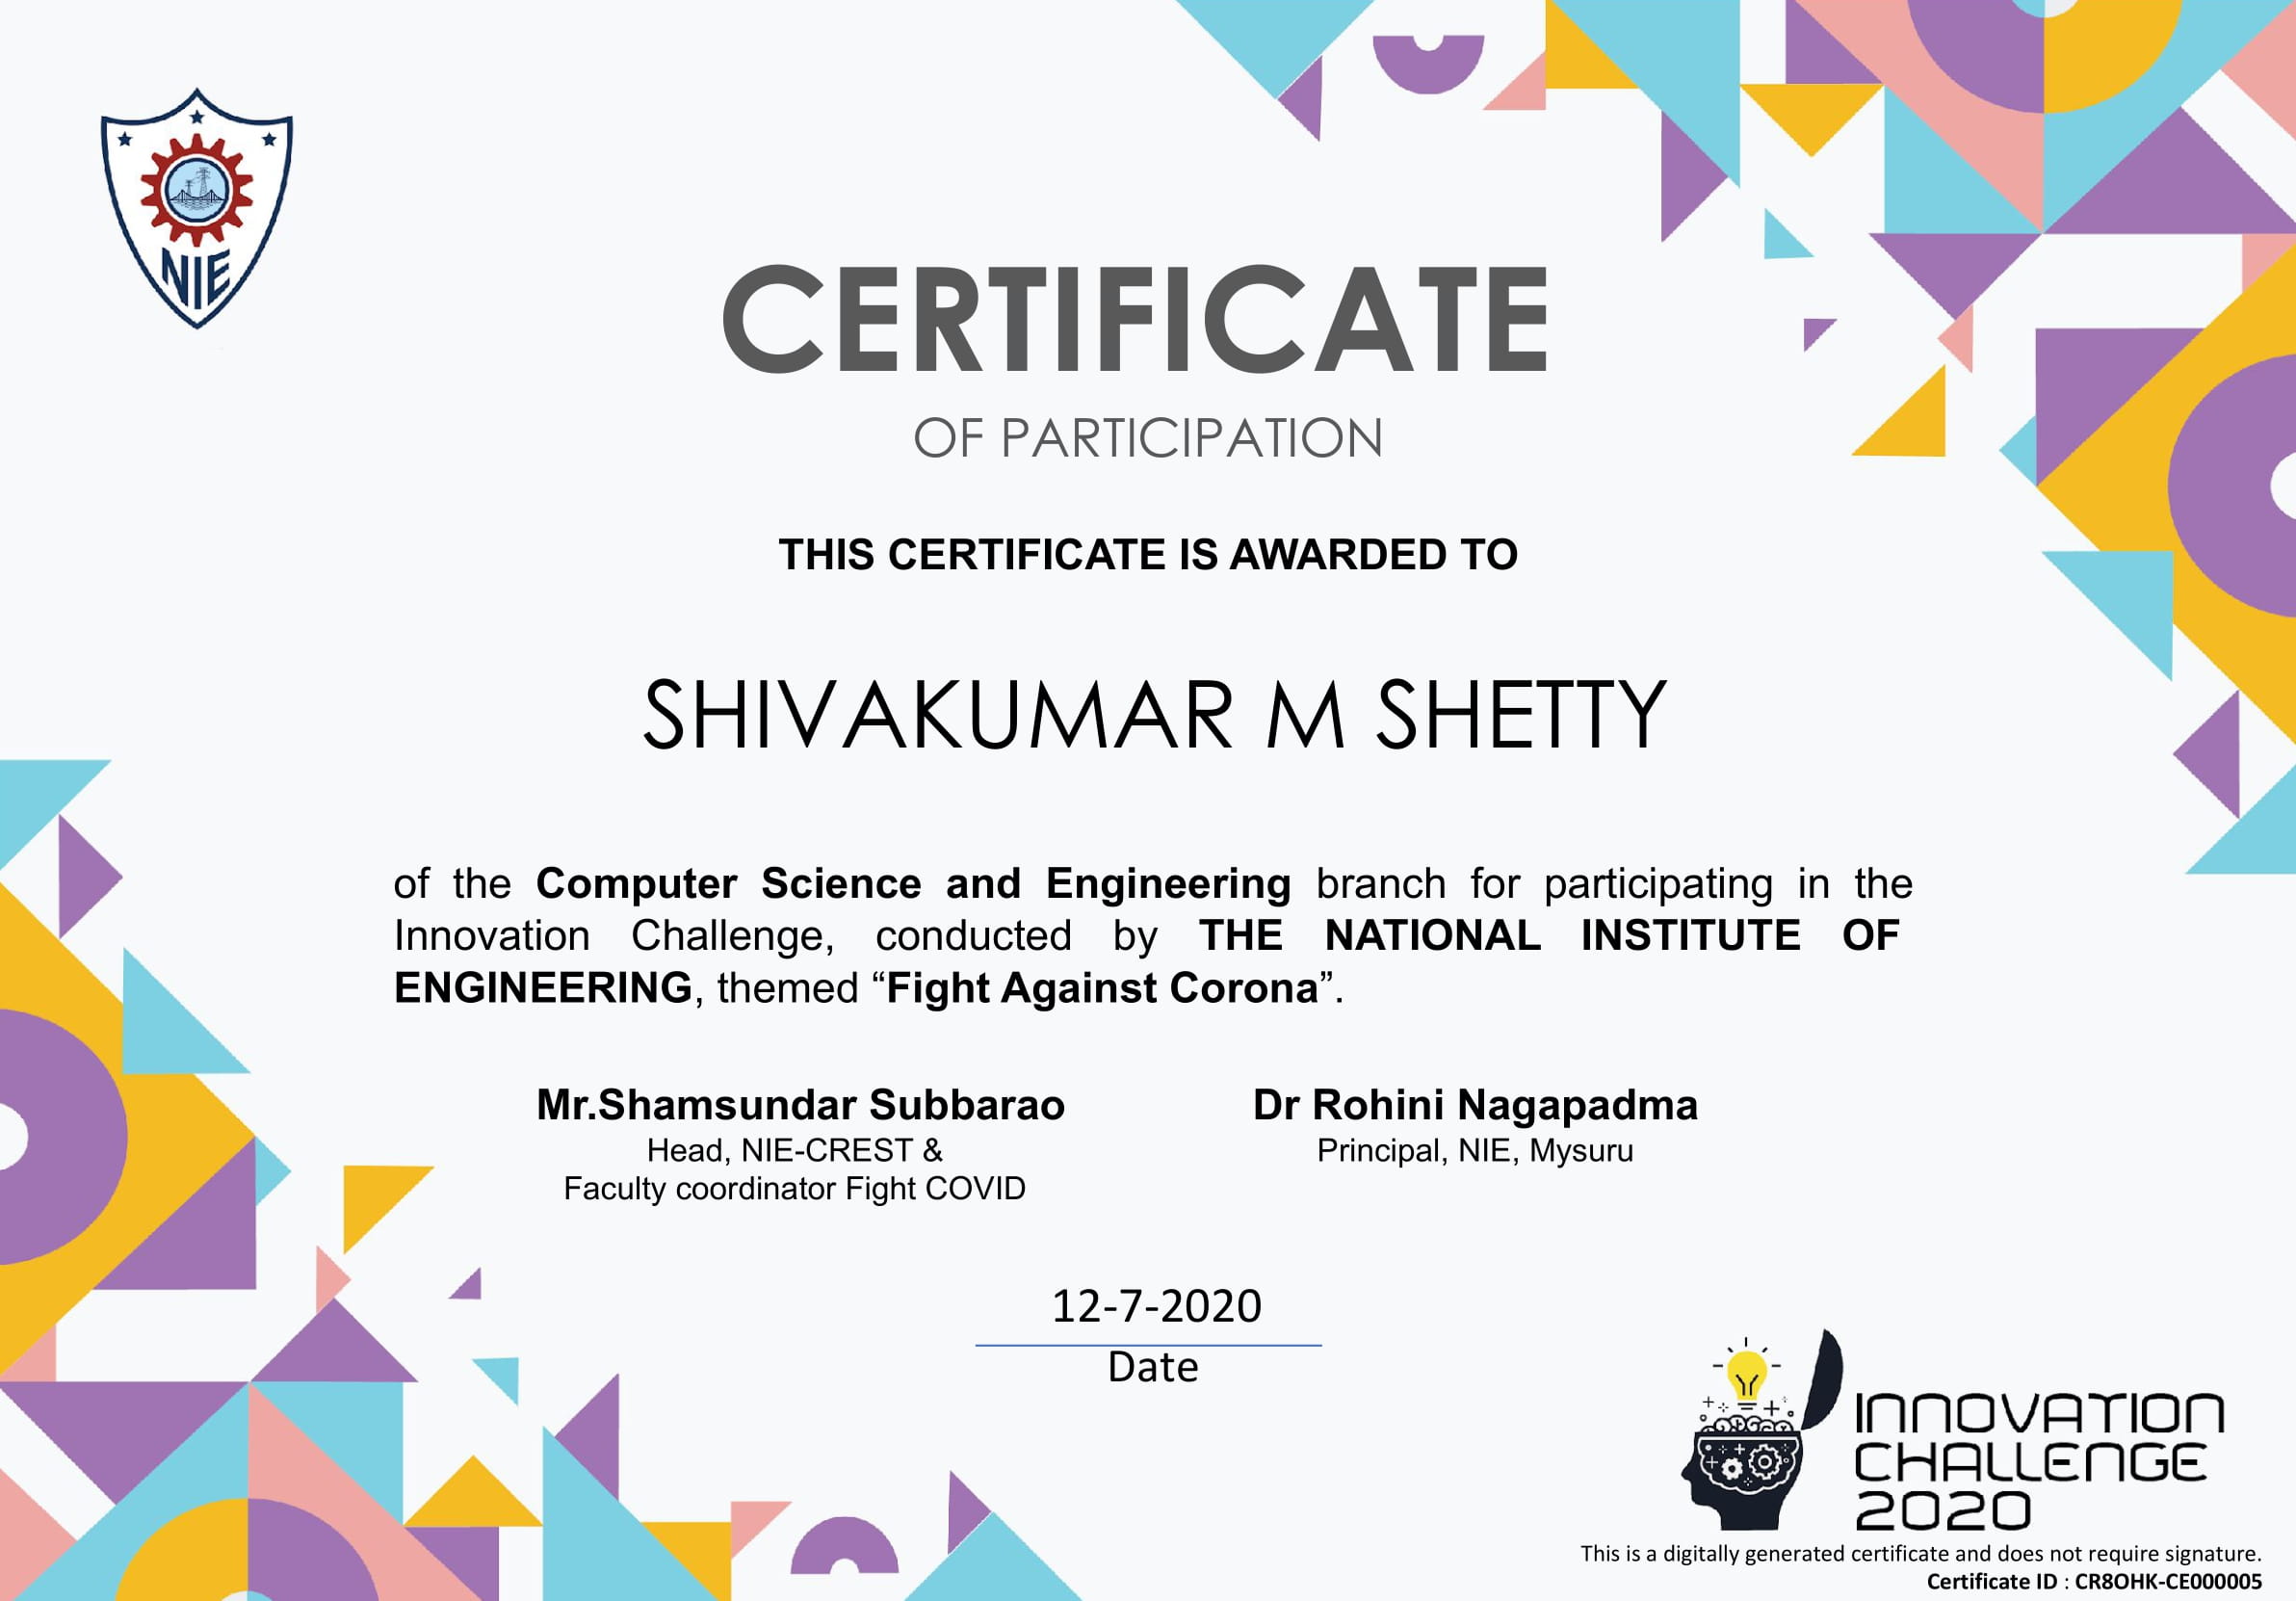 NIE
CERTIFICATE
OF PARTICIPATION
THIS CERTIFICATE IS AWARDED TO
SHIVAKUMAR M SHETTY
of the Computer Science and Engineering branch for participating in the
Innovation Challenge, conducted by THE NATIONAL INSTITUTE OF
ENGINEERING, themed “Fight Against Corona”.
Mr.Shamsundar Subbarao
Head, NIE-CREST &
Faculty coordinator Fight COVID
Dr Rohini Nagapadma
Principal, NIE, Mysuru
12-7-2020
Date
INNOVATION
CHALLENGE
2020
This is a digitally generated certificate and does not require signature.
Certificate ID : CR8OHK-CE000005